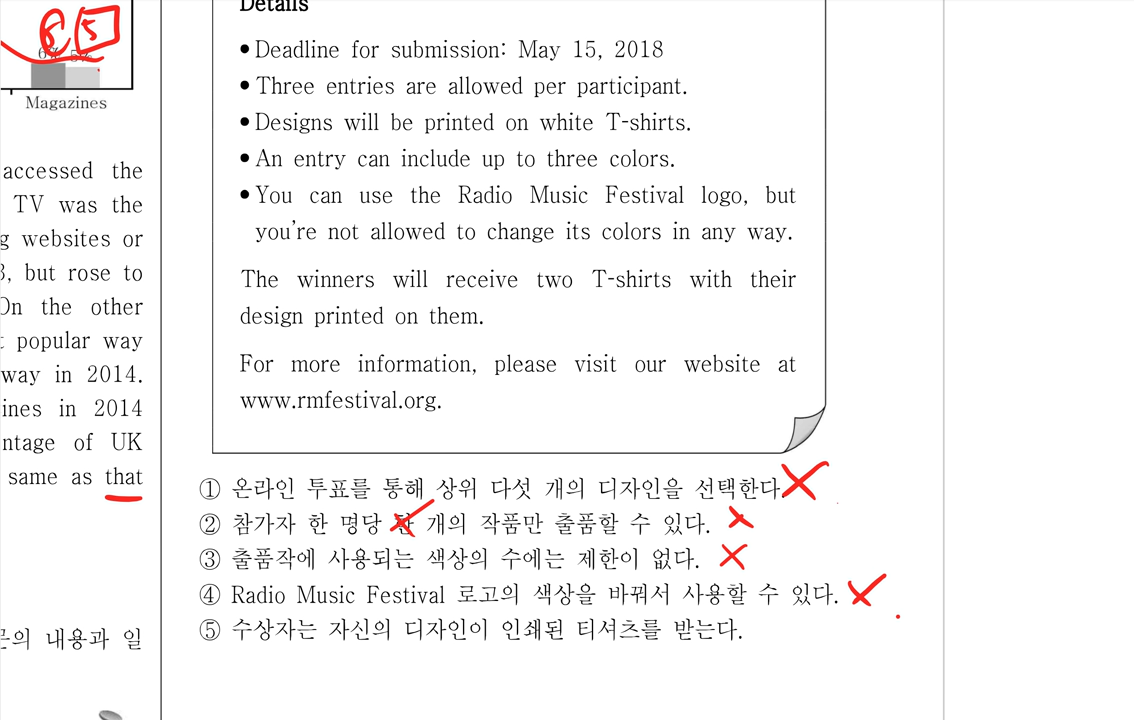 6 5
6% 5%
Magazines
accessed the
TV was the
g websites or
3, but rose to
On the other
popular way
way in 2014.
ines in 2014
ntage of UK
same as that
의 내용과 일
Details
• Deadline for submission: May 15, 2018
• Three entries are allowed per participant.
• Designs will be printed on white T-shirts.
• An entry can include up to three colors.
• You can use the Radio Music Festival logo, but
you're not allowed to change its colors in any way.
The winners will receive two T-shirts with their
design printed on them.
For more information, please visit our website at
www.rmfestival.org.
① 온라인 투표를 통해 상위 다섯 개의 디자인을 선택한다.
② 참가자 한 명당 한 개의 작품만 출품할 수 있다.
③ 출품작에 사용되는 색상의 수에는 제한이 없다.
④ Radio Music Festival 로고의 색상을 바꿔서 사용할 수 있다.
⑤ 수상자는 자신의 디자인이 인쇄된 티셔츠를 받는다.